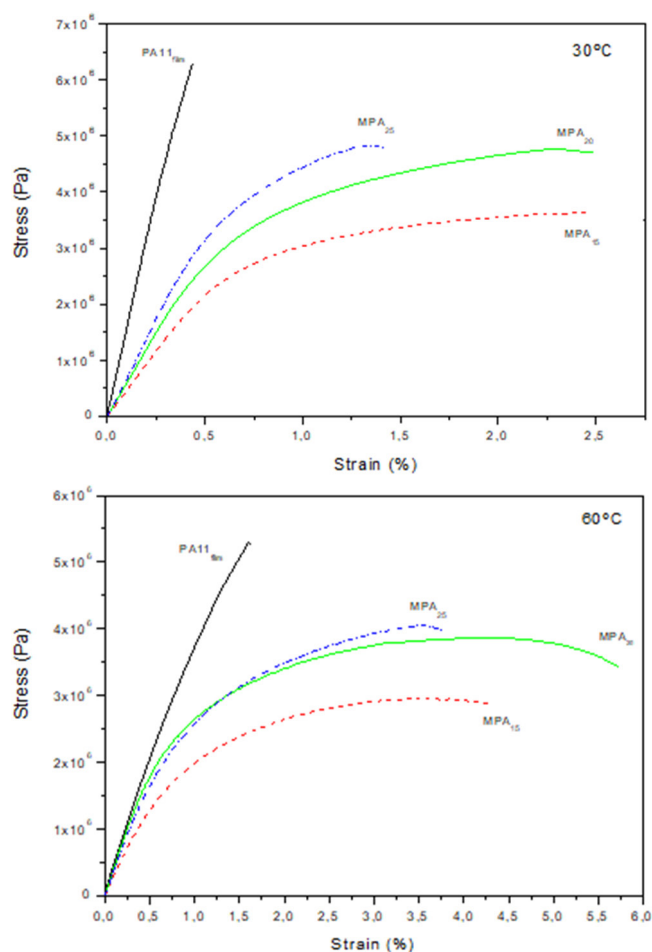 7x10⁶
30ºC
PA11film
6x10⁶
5x10⁶
MPA25
MPA20
4x10⁶
Stress (Pa)
3x10⁶
MPA15
2x10⁶
1x10⁶
0
0,0 0,5 1,0 1,5 2,0 2,5
Strain (%)
6x10⁶
60ºC
PA11film
5x10⁶
MPA25
4x10⁶
MPA
Stress (Pa)
3x10⁶
MPA15
2x10⁶
1x10⁶
0
0,0 0,5 1,0 1,5 2,0 2,5 3,0 3,5 4,0 4,5 5,0 5,5 6,0
Strain (%)